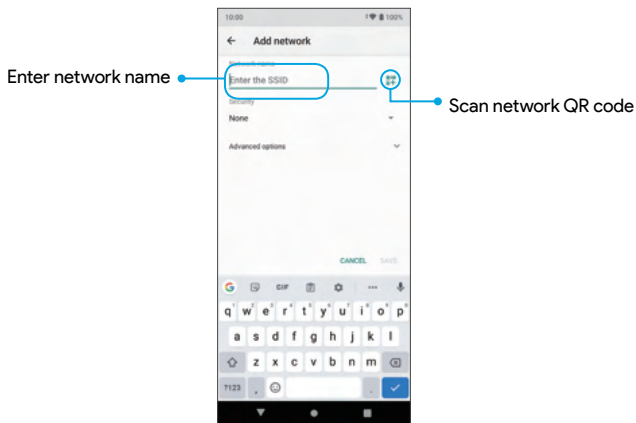 10:00
100%
Add network
Network name
Enter network name
Enter the SSID
Scan network QR code
Security
None
Advanced options
CANCEL SAVE
G GIF
q w e r t y u i o p
a s d f g h j k l
z x c v b n m
?123 , .